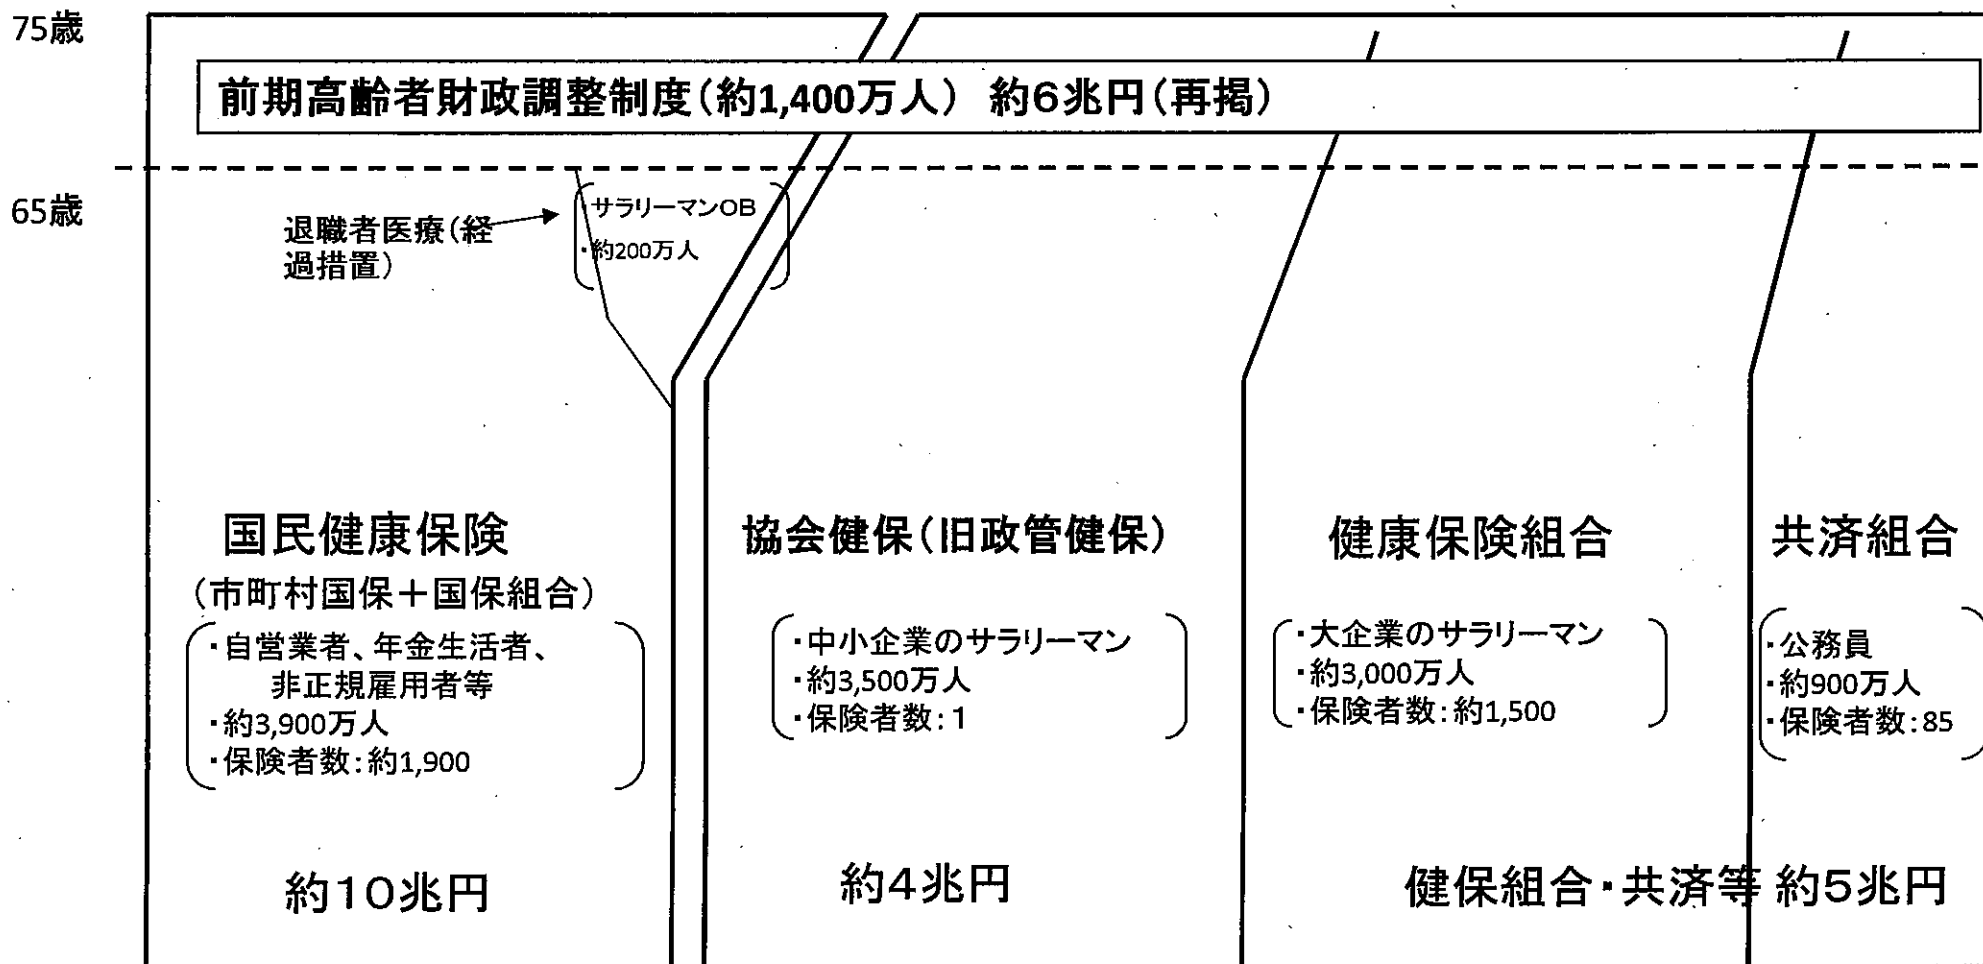 75歳
前期高齢者財政調整制度(約1,400万人) 約6兆円(再掲)
65歳
退職者医療(経
過措置)
・サラリーマンOB
・約200万人
国民健康保険
(市町村国保+国保組合)
・自営業者、年金生活者、
非正規雇用者等
・約3,900万人
・保険者数:約1,900
約10兆円
協会健保(旧政管健保)
・中小企業のサラリーマン
・約3,500万人
・保険者数:1
約4兆円
健康保険組合
・大企業のサラリーマン
・約3,000万人
・保険者数:約1,500
共済組合
・公務員
・約900万人
・保険者数:85
健保組合・共済等 約5兆円